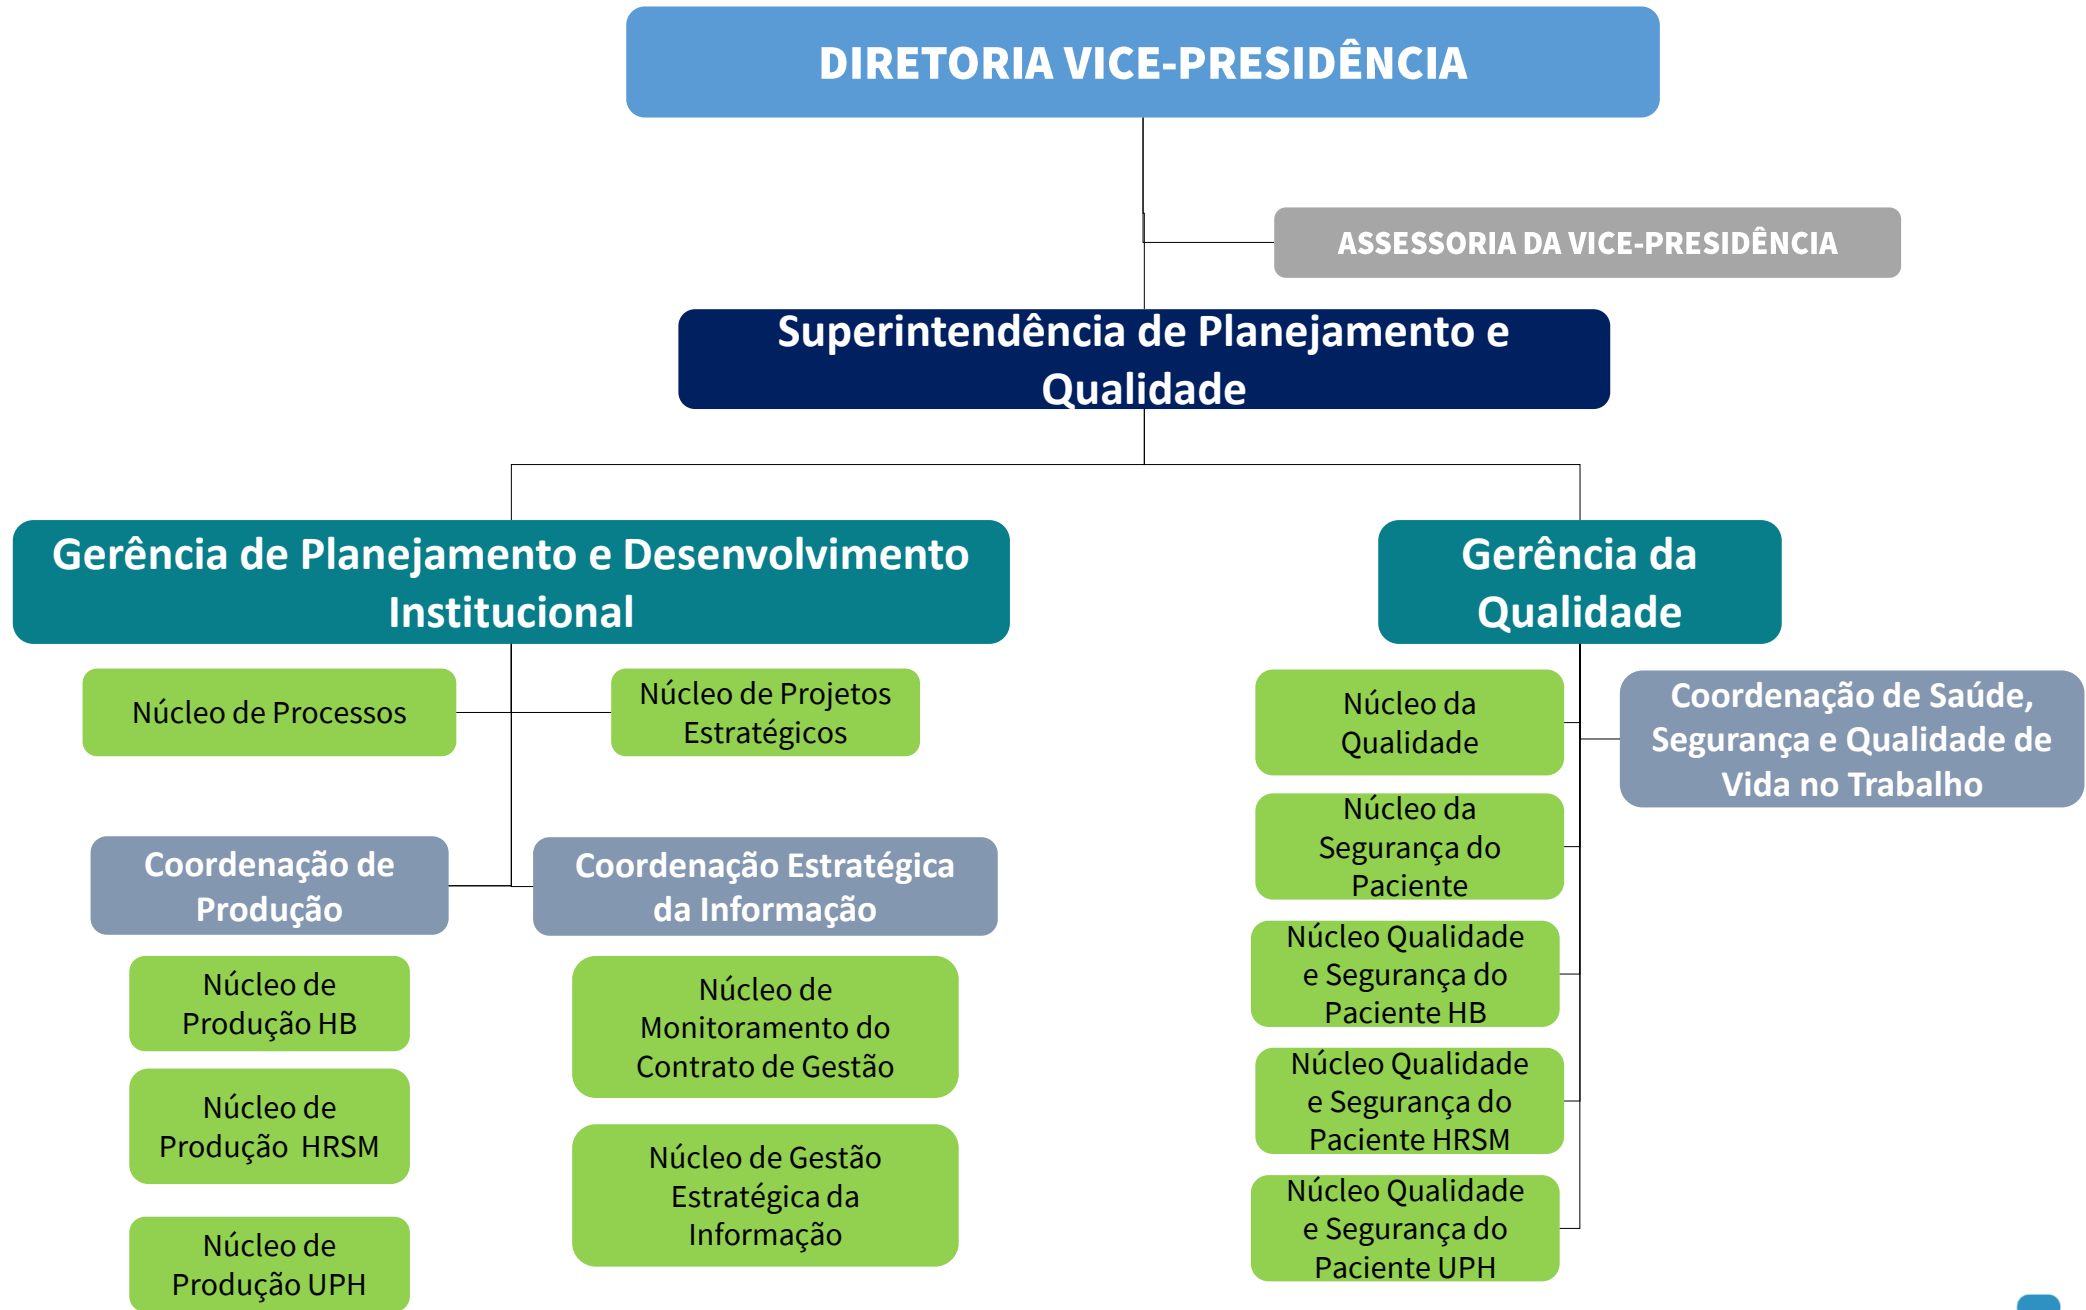 DIRETORIA VICE-PRESIDÊNCIA
ASSESSORIA DA VICE-PRESIDÊNCIA
Superintendência de Planejamento e
Qualidade
Gerência de Planejamento e Desenvolvimento
Institucional
Gerência da
Qualidade
Núcleo de Processos
Núcleo de Projetos
Estratégicos
Coordenação de
Produção
Coordenação Estratégica
da Informação
Núcleo de
Produção HB
Núcleo de
Produção  HRSM
Núcleo de
Produção UPH
Núcleo de
Monitoramento do
Contrato de Gestão
Núcleo de Gestão
Estratégica da
Informação
Núcleo da
Qualidade
Núcleo da
Segurança do
Paciente
Núcleo Qualidade
e Segurança do
Paciente HB
Núcleo Qualidade
e Segurança do
Paciente HRSM
Núcleo Qualidade
e Segurança do
Paciente UPH
Coordenação de Saúde,
Segurança e Qualidade de
Vida no Trabalho